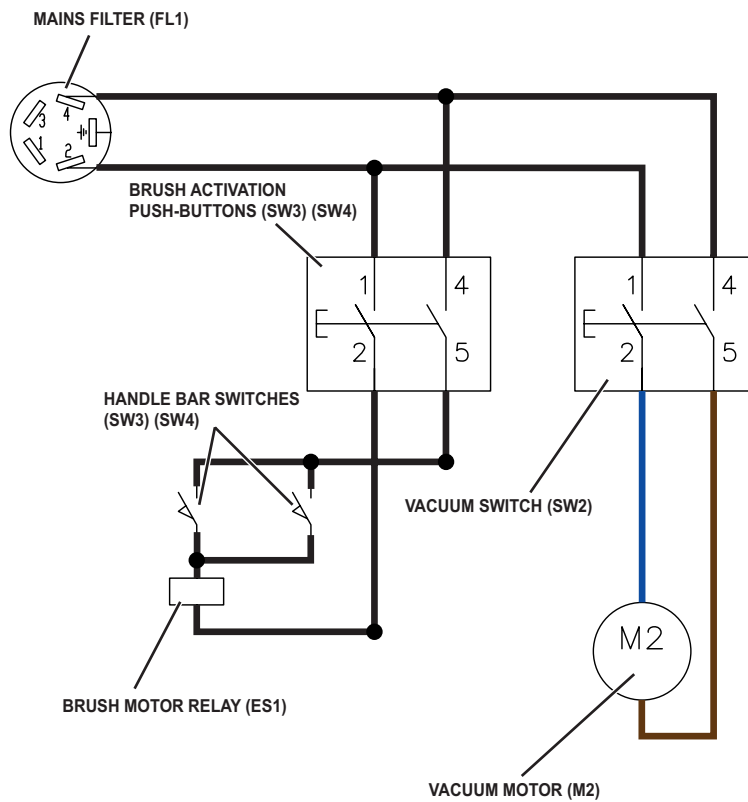 MAINS FILTER (FL1)
3
4
1
2
BRUSH ACTIVATION
PUSH-BUTTONS (SW3) (SW4)
1
4
2
5
1
4
2
5
HANDLE BAR SWITCHES
(SW3) (SW4)
VACUUM SWITCH (SW2)
M2
BRUSH MOTOR RELAY (ES1)
VACUUM MOTOR (M2)